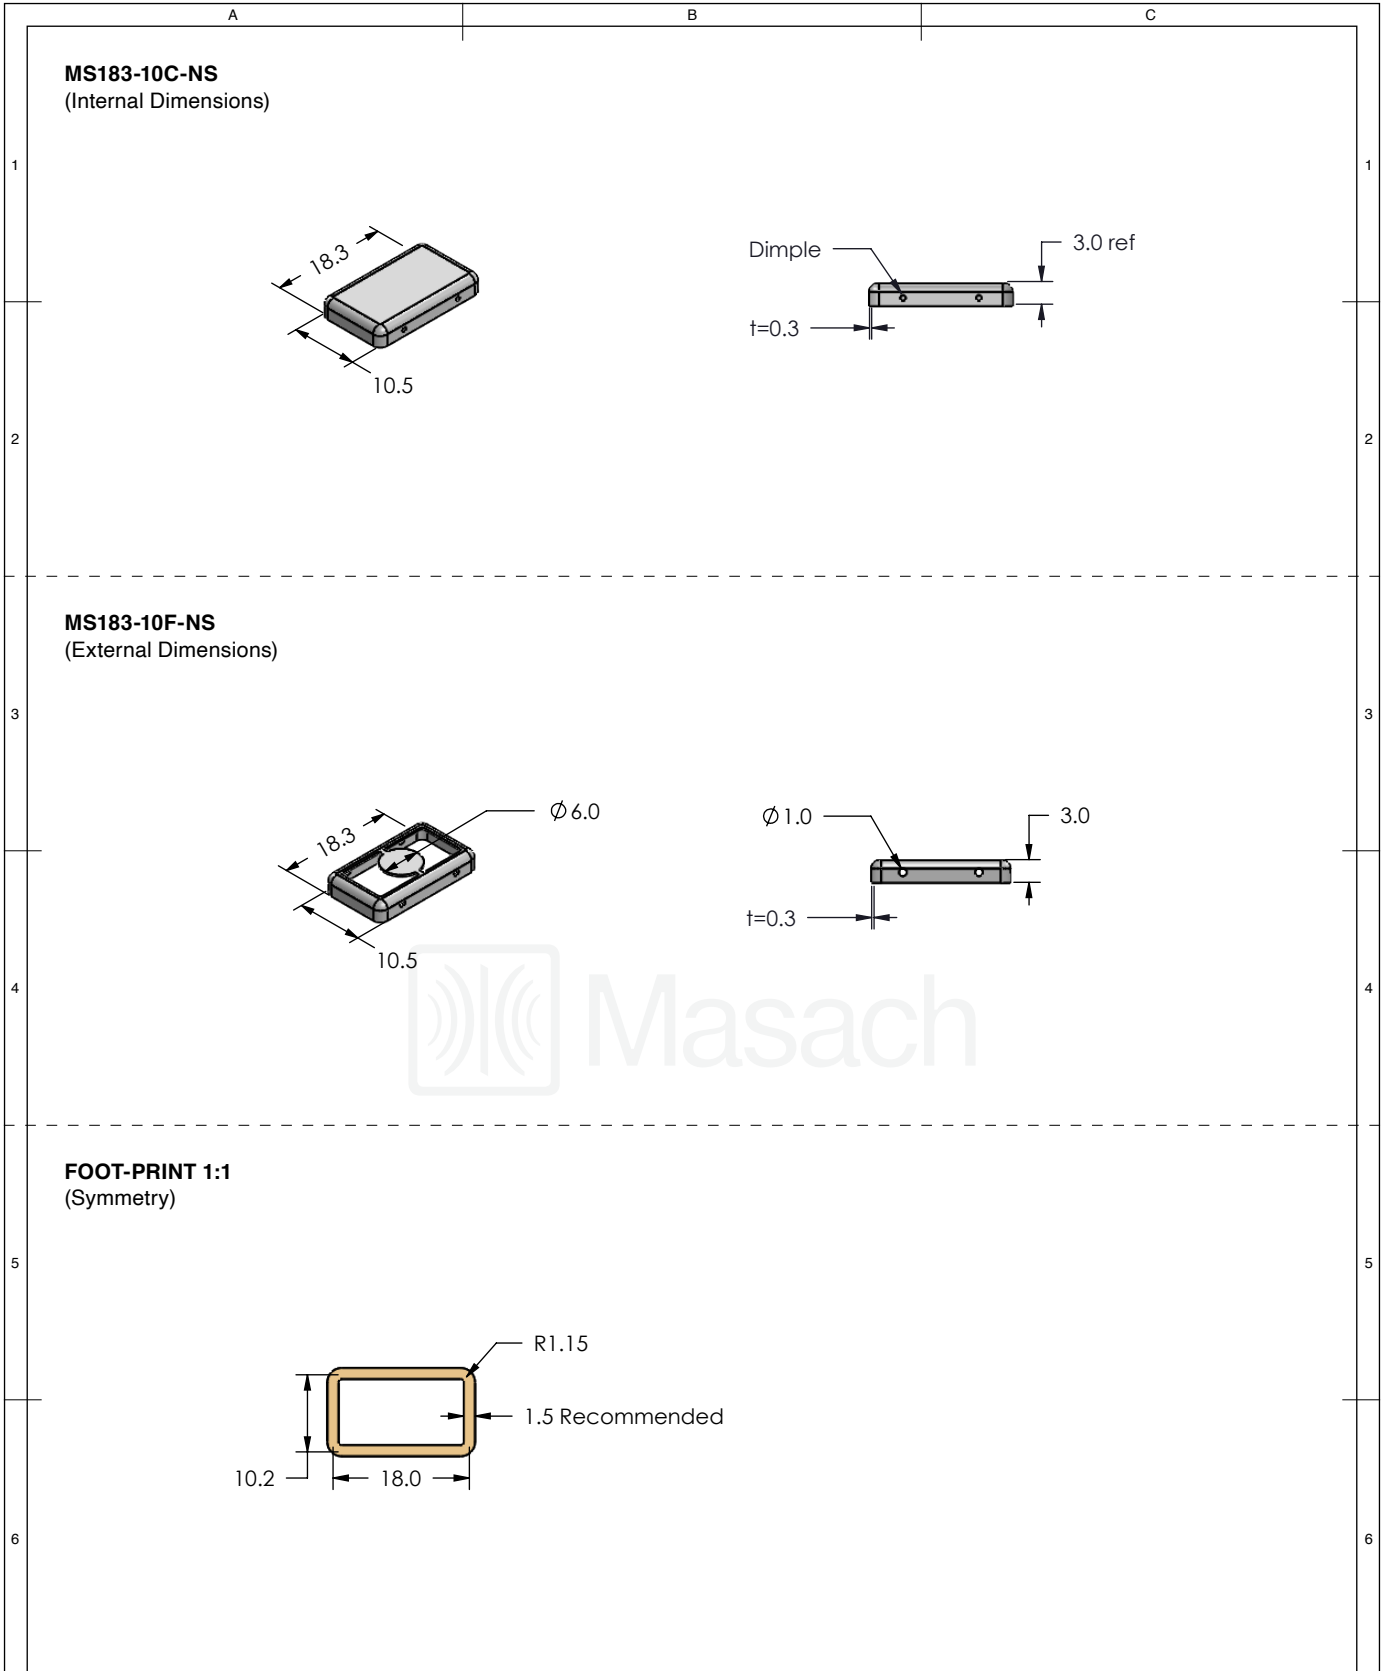 A B C
MS183-10C-NS
(Internal Dimensions)
1 1
18.3
10.5
Dimple
3.0 ref
t=0.3
2 2
MS183-10F-NS
(External Dimensions)
3 3
18.3
Ø6.0
10.5
Ø1.0
3.0
t=0.3
Masach
4 4
FOOT-PRINT 1:1
(Symmetry)
5 5
R1.15
1.5 Recommended
10.2
18.0
6 6